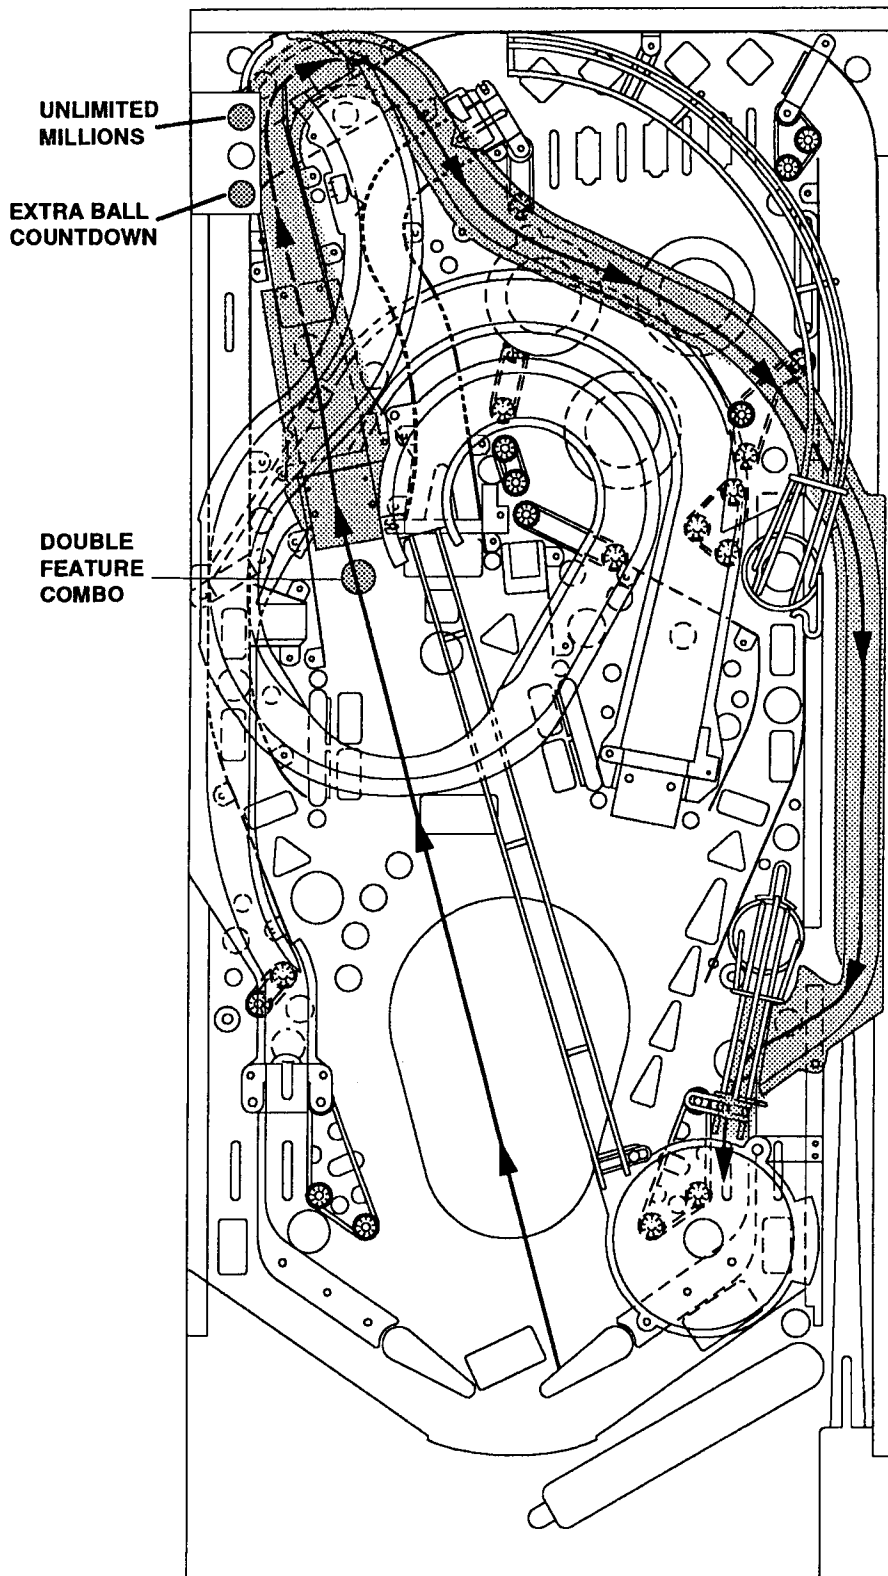 UNLIMITED
MILLIONS
EXTRA BALL
COUNTDOWN
DOUBLE
FEATURE
COMBO